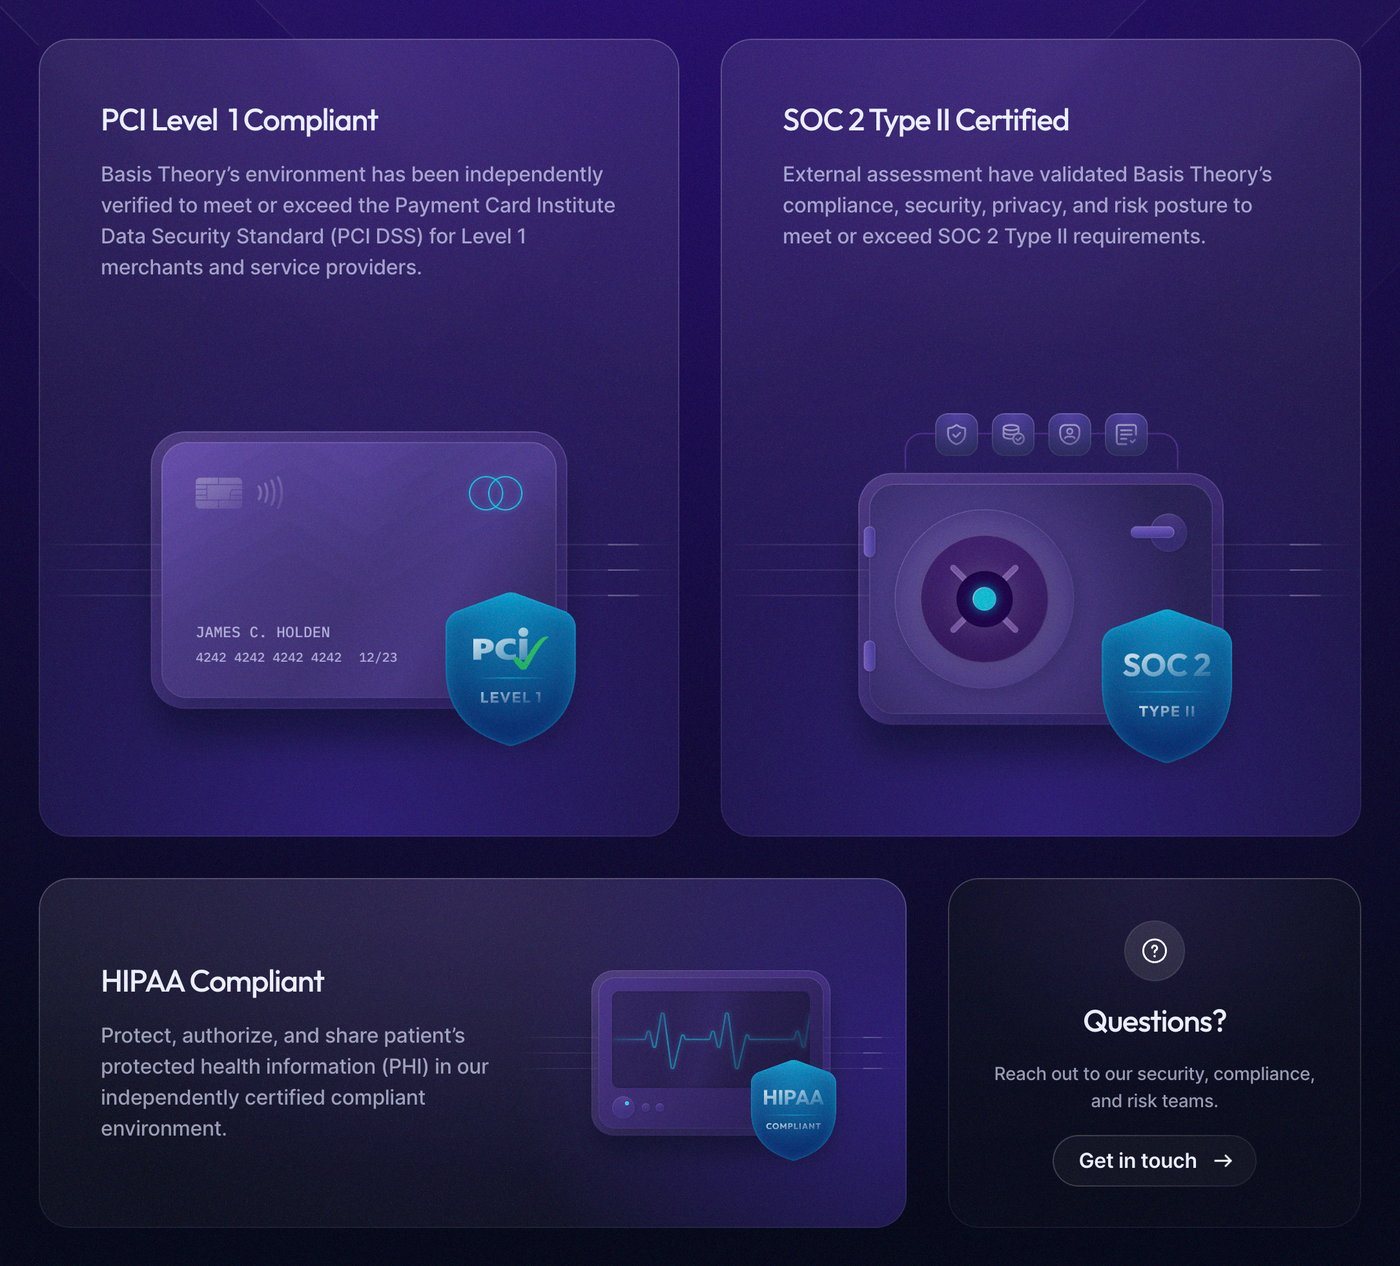 PCI Level 1 Compliant
Basis Theory’s environment has been independently
verified to meet or exceed the Payment Card Institute
Data Security Standard (PCI DSS) for Level 1
merchants and service providers.
JAMES C. HOLDEN
4242 4242 4242 4242 12/23
PCi
LEVEL 1
SOC 2 Type II Certified
External assessment have validated Basis Theory’s
compliance, security, privacy, and risk posture to
meet or exceed SOC 2 Type II requirements.
SOC 2
TYPE II
HIPAA Compliant
Protect, authorize, and share patient’s
protected health information (PHI) in our
independently certified compliant
environment.
HIPAA
COMPLIANT
Questions?
Reach out to our security, compliance,
and risk teams.
Get in touch →